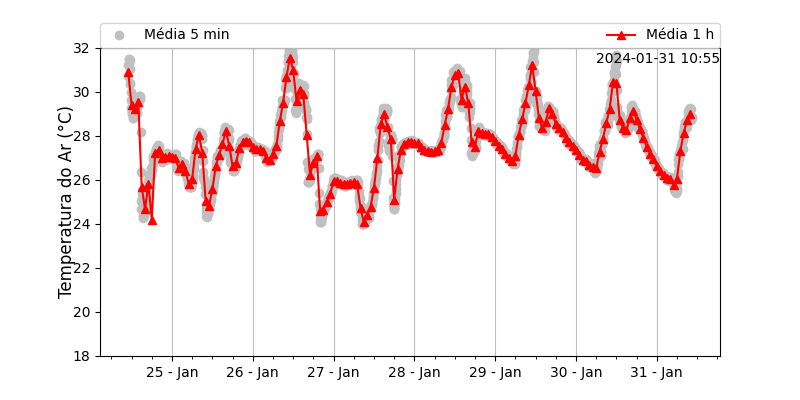 Média 5 min
Média 1 h
2024-01-31 10:55
Temperatura do Ar (°C)
32
30
28
26
24
22
20
18
25 - Jan
26 - Jan
27 - Jan
28 - Jan
29 - Jan
30 - Jan
31 - Jan